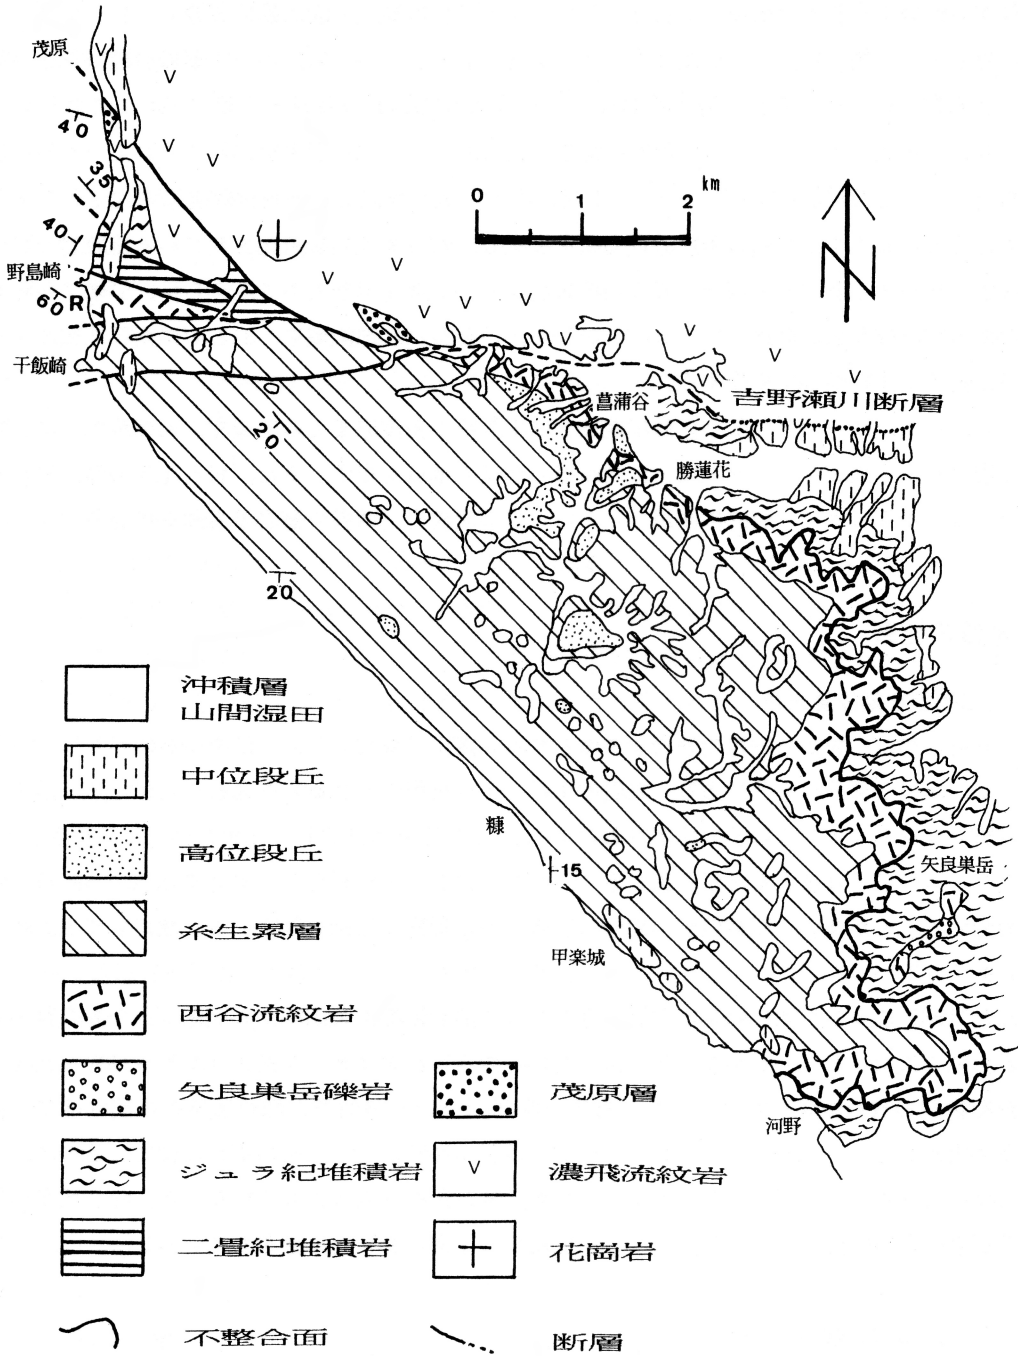 茂原
40
35
40
野島崎
60
R
干飯崎
0 1 2 km
N
20
菖蒲谷
吉野瀬川断層
勝蓮花
20
糠
15
矢良巣岳
甲楽城
河野
沖積層
山間湿田
中位段丘
高位段丘
糸生累層
西谷流紋岩
矢良巣岳礫岩
茂原層
ジュラ紀堆積岩
V
濃飛流紋岩
二畳紀堆積岩
花崗岩
不整合面
断層